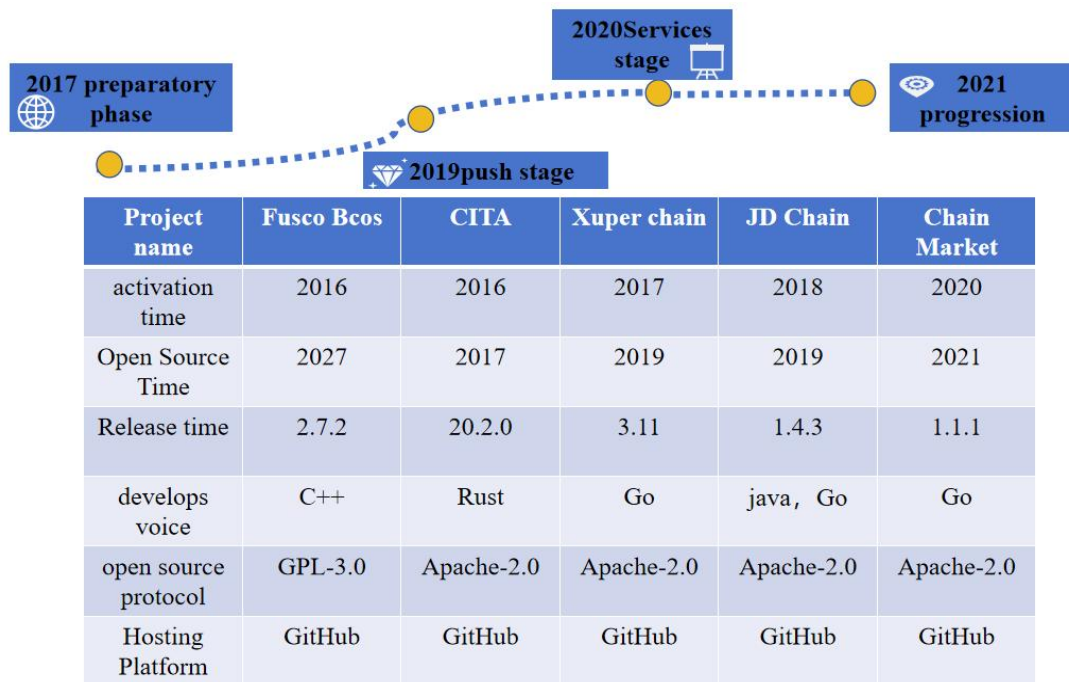 2020Services
stage
2017 preparatory
phase
2021
progression
2019push stage
Project
name
Fusco Bcos
CITA
Xuper chain
JD Chain
Chain
Market
activation
time
2016
2016
2017
2018
2020
Open Source
Time
2027
2017
2019
2019
2021
Release time
2.7.2
20.2.0
3.11
1.4.3
1.1.1
develops
voice
C++
Rust
Go
java，Go
Go
open source
protocol
GPL-3.0
Apache-2.0
Apache-2.0
Apache-2.0
Apache-2.0
Hosting
Platform
GitHub
GitHub
GitHub
GitHub
GitHub